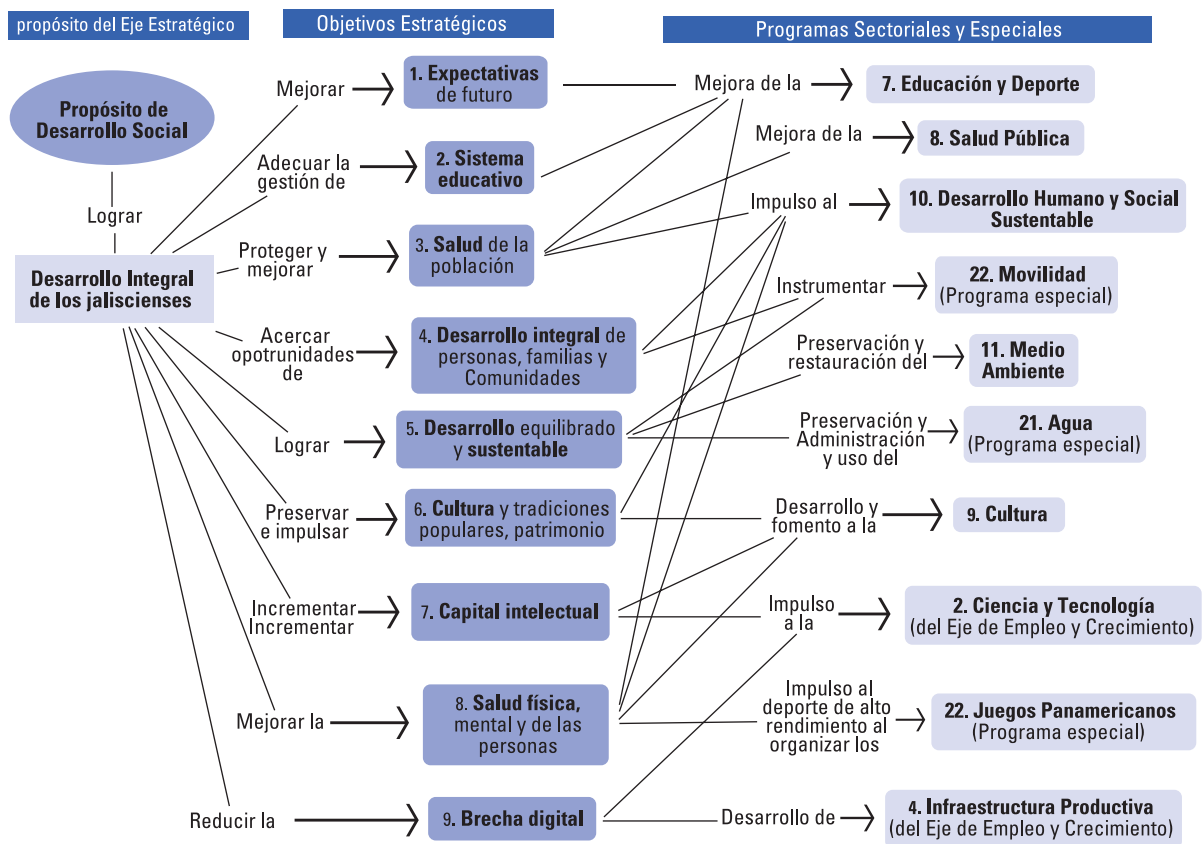 propósito del Eje Estratégico
Objetivos Estratégicos
Programas Sectoriales y Especiales
Propósito de
Desarrollo Social
Lograr
Desarrollo Integral
de los jaliscienses
Mejorar
1. Expectativas
de futuro
Mejora de la
7. Educación y Deporte
Adecuar la
gestión de
2. Sistema
educativo
Mejora de la
8. Salud Pública
Proteger y
mejorar
3. Salud de la
población
Impulso al
10. Desarrollo Humano y Social
Sustentable
Acercar
opotrunidades
de
4. Desarrollo integral de
personas, familias y
Comunidades
Instrumentar
22. Movilidad
(Programa especial)
Preservación y
restauración del
11. Medio
Ambiente
Lograr
5. Desarrollo equilibrado
y sustentable
Preservación y
Administración
y uso del
21. Agua
(Programa especial)
Preservar
e impulsar
6. Cultura y tradiciones
populares, patrimonio
Desarrollo y
fomento a la
9. Cultura
Incrementar
Incrementar
7. Capital intelectual
Impulso
a la
2. Ciencia y Tecnología
(del Eje de Empleo y Crecimiento)
Mejorar la
8. Salud física,
mental y de las
personas
Impulso al
deporte de alto
rendimiento al
organizar los
22. Juegos Panamericanos
(Programa especial)
Reducir la
9. Brecha digital
Desarrollo de
4. Infraestructura Productiva
(del Eje de Empleo y Crecimiento)